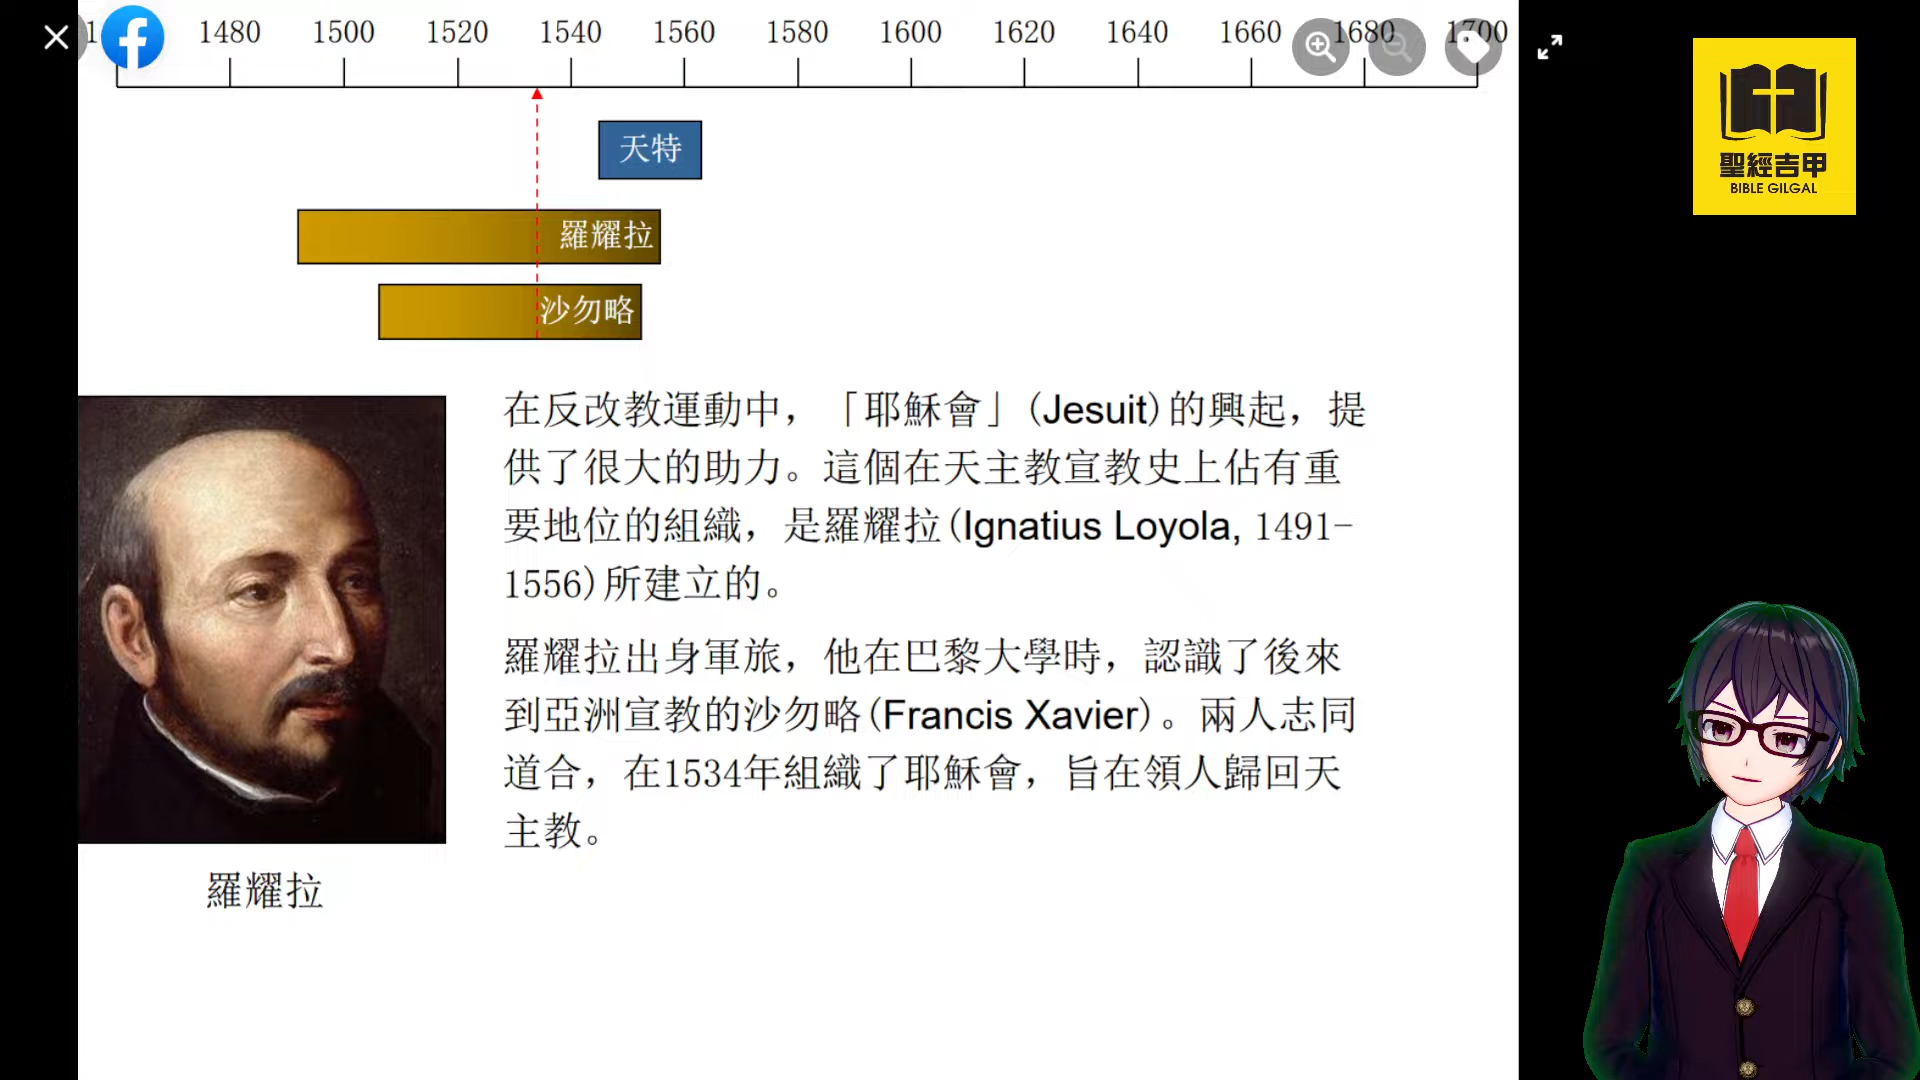 1480 1500 1520 1540 1560 1580 1600 1620 1640 1660 1680 1700
聖經吉甲
BIBLE GILGAL
天特
羅耀拉
沙勿略
在反改教運動中，「耶穌會」(Jesuit)的興起，提
供了很大的助力。這個在天主教宣教史上佔有重
要地位的組織，是羅耀拉(Ignatius Loyola, 1491-
1556)所建立的。
羅耀拉出身軍旅，他在巴黎大學時，認識了後來
到亞洲宣教的沙勿略(Francis Xavier)。兩人志同
道合，在1534年組織了耶穌會，旨在領人歸回天
主教。
羅耀拉